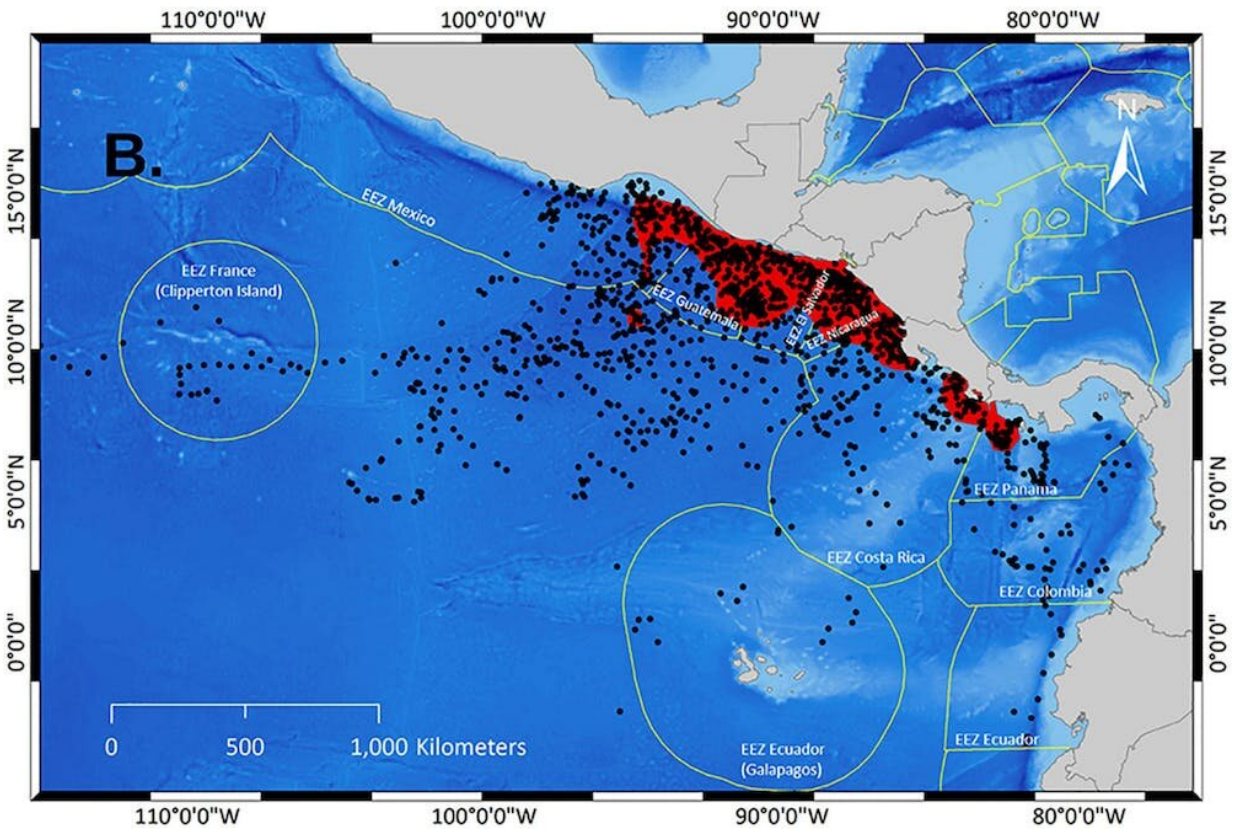 110°0'0"W 100°0'0"W 90°0'0"W 80°0'0"W
B.
N
15°0'0"N
15°0'0"N
EEZ Mexico
EEZ France
(Clipperton Island)
EEZ Guatemala
EEZ El Salvador
EEZ Nicaragua
10°0'0"N
10°0'0"N
5°0'0"N
5°0'0"N
EEZ Panama
EEZ Costa Rica
EEZ Colombia
0°0'0"
0°0'0"
0 500 1,000 Kilometers
EEZ Ecuador
EEZ Ecuador
(Galapagos)
110°0'0"W 100°0'0"W 90°0'0"W 80°0'0"W